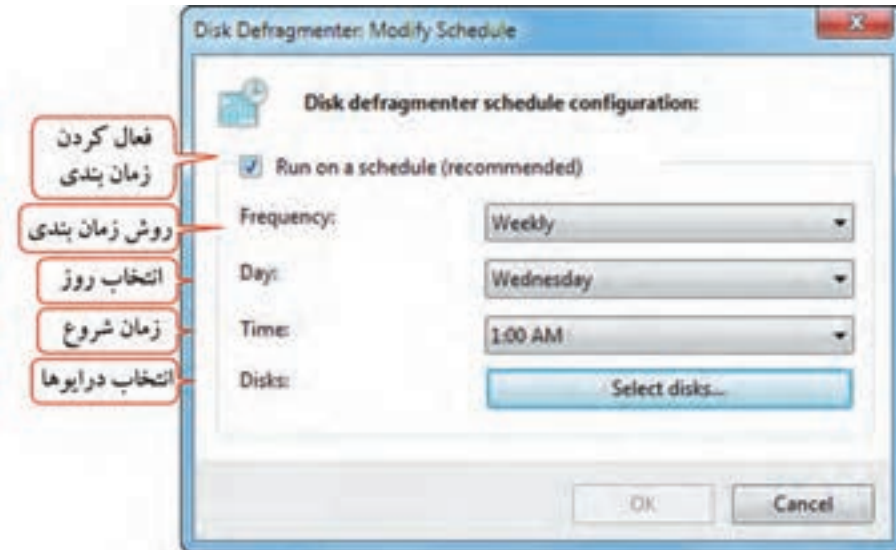 Disk Defragmenter: Modify Schedule
Disk defragmenter schedule configuration:
فعال کردن
زمان بندی
Run on a schedule (recommended)
روش زمان بندی
Frequency:
Weekly
انتخاب روز
Day:
Wednesday
زمان شروع
Time:
1:00 AM
انتخاب درایوها
Disks:
Select disks...
OK
Cancel